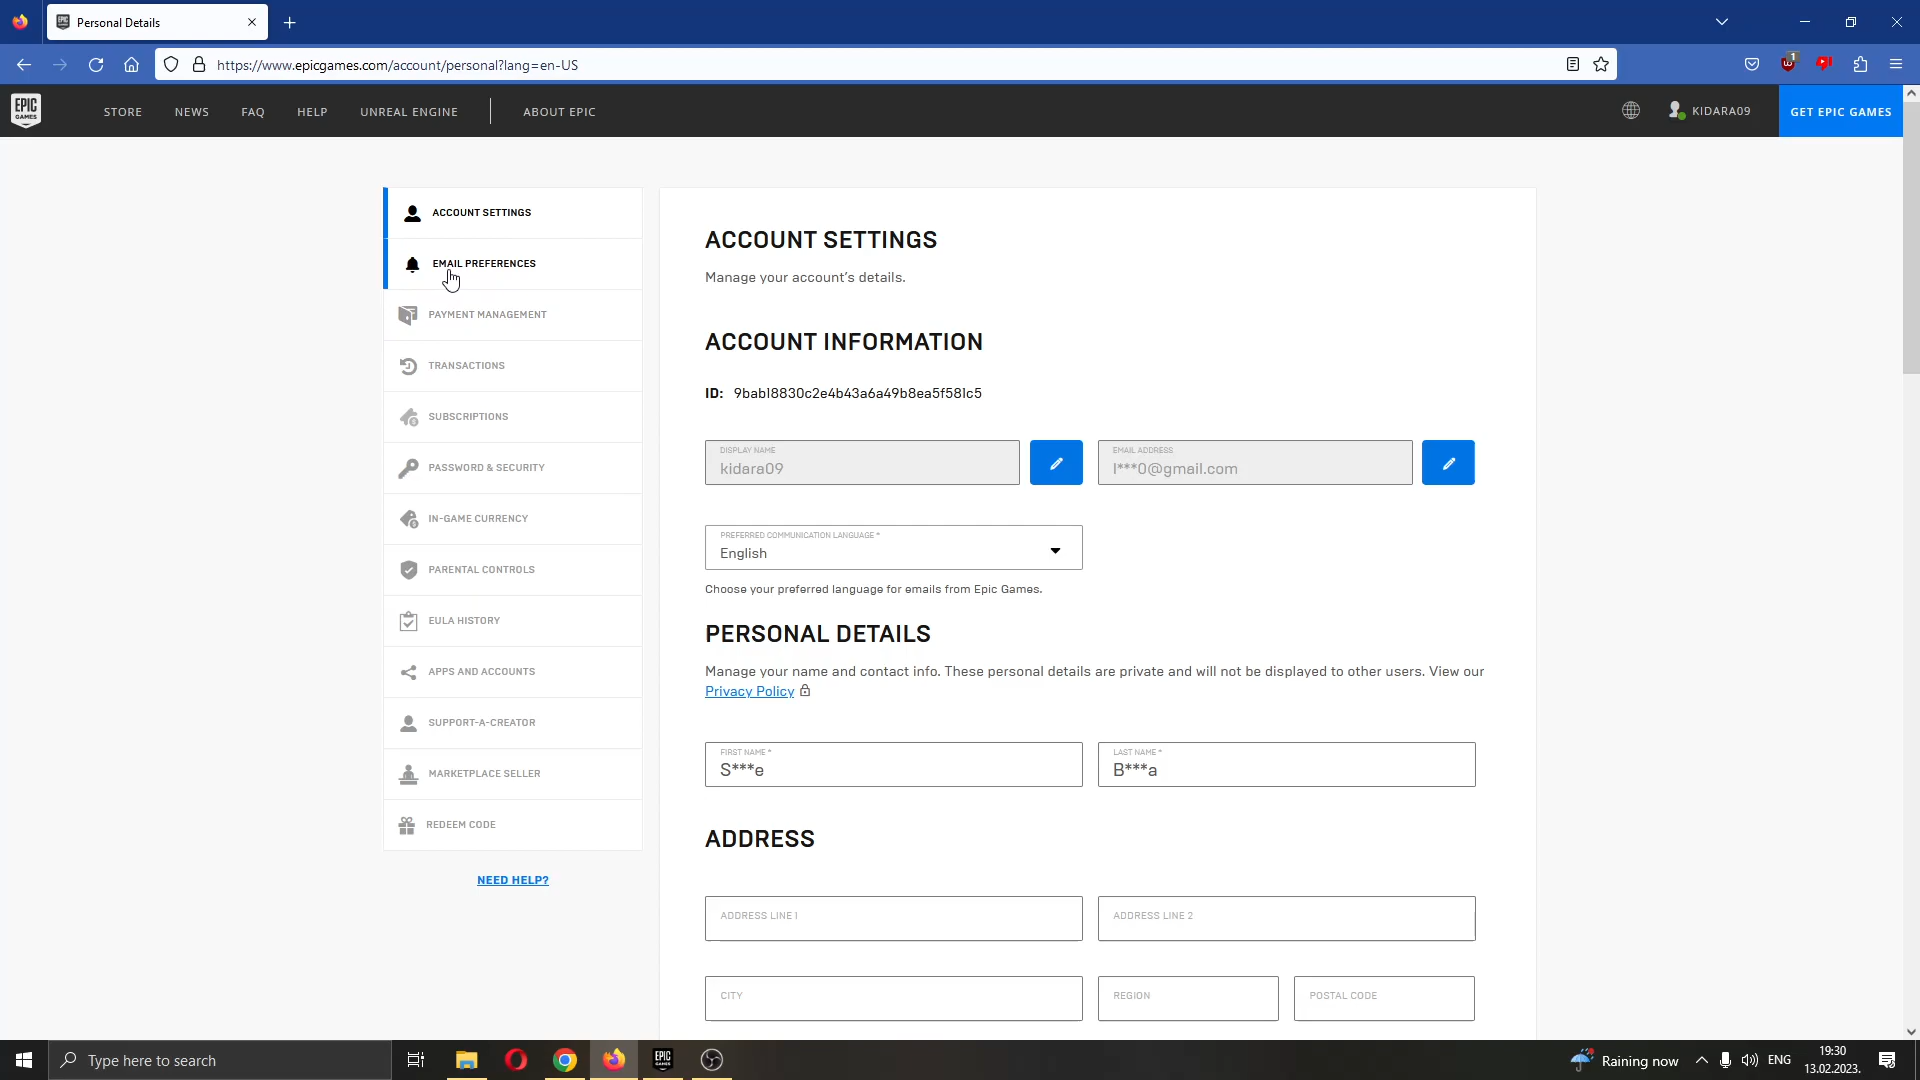 Personal Details
https://www.epicgames.com/account/personal?lang=en-US
1
EPIC GAMES
STORE
NEWS
FAQ
HELP
UNREAL ENGINE
ABOUT EPIC
KIDARA09
GET EPIC GAMES
ACCOUNT SETTINGS
EMAIL PREFERENCES
PAYMENT MANAGEMENT
TRANSACTIONS
SUBSCRIPTIONS
PASSWORD & SECURITY
IN-GAME CURRENCY
PARENTAL CONTROLS
EULA HISTORY
APPS AND ACCOUNTS
SUPPORT-A-CREATOR
MARKETPLACE SELLER
REDEEM CODE
NEED HELP?
ACCOUNT SETTINGS
Manage your account's details.
ACCOUNT INFORMATION
ID: 9bab18830c2e4b43a6a49b8ea5f581c5
DISPLAY NAME
kidara09
EMAIL ADDRESS
l***0@gmail.com
PREFERRED COMMUNICATION LANGUAGE *
English
Choose your preferred language for emails from Epic Games.
PERSONAL DETAILS
Manage your name and contact info. These personal details are private and will not be displayed to other users. View our
Privacy Policy
FIRST NAME *
S***e
LAST NAME *
B***a
ADDRESS
ADDRESS LINE 1
ADDRESS LINE 2
CITY
REGION
POSTAL CODE
Type here to search
EPIC GAMES
Raining now
ENG
19:30
13.02.2023.